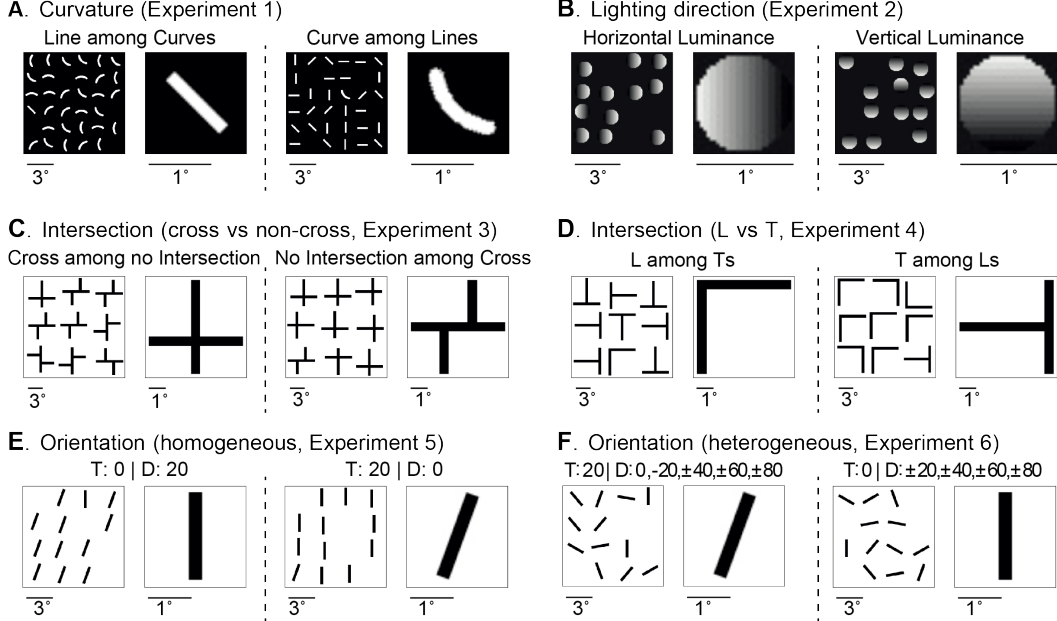 A. Curvature (Experiment 1)
Line among Curves
Curve among Lines
3°
1°
3°
1°
B. Lighting direction (Experiment 2)
Horizontal Luminance
Vertical Luminance
3°
1°
3°
1°
C. Intersection (cross vs non-cross, Experiment 3)
Cross among no Intersection
No Intersection among Cross
3°
1°
3°
1°
D. Intersection (L vs T, Experiment 4)
L among Ts
T among Ls
3°
1°
3°
1°
E. Orientation (homogeneous, Experiment 5)
T: 0 | D: 20
T: 20 | D: 0
3°
1°
3°
1°
F. Orientation (heterogeneous, Experiment 6)
T: 20 | D: 0,-20,±40,±60,±80
T: 0 | D: ±20,±40,±60,±80
3°
1°
3°
1°